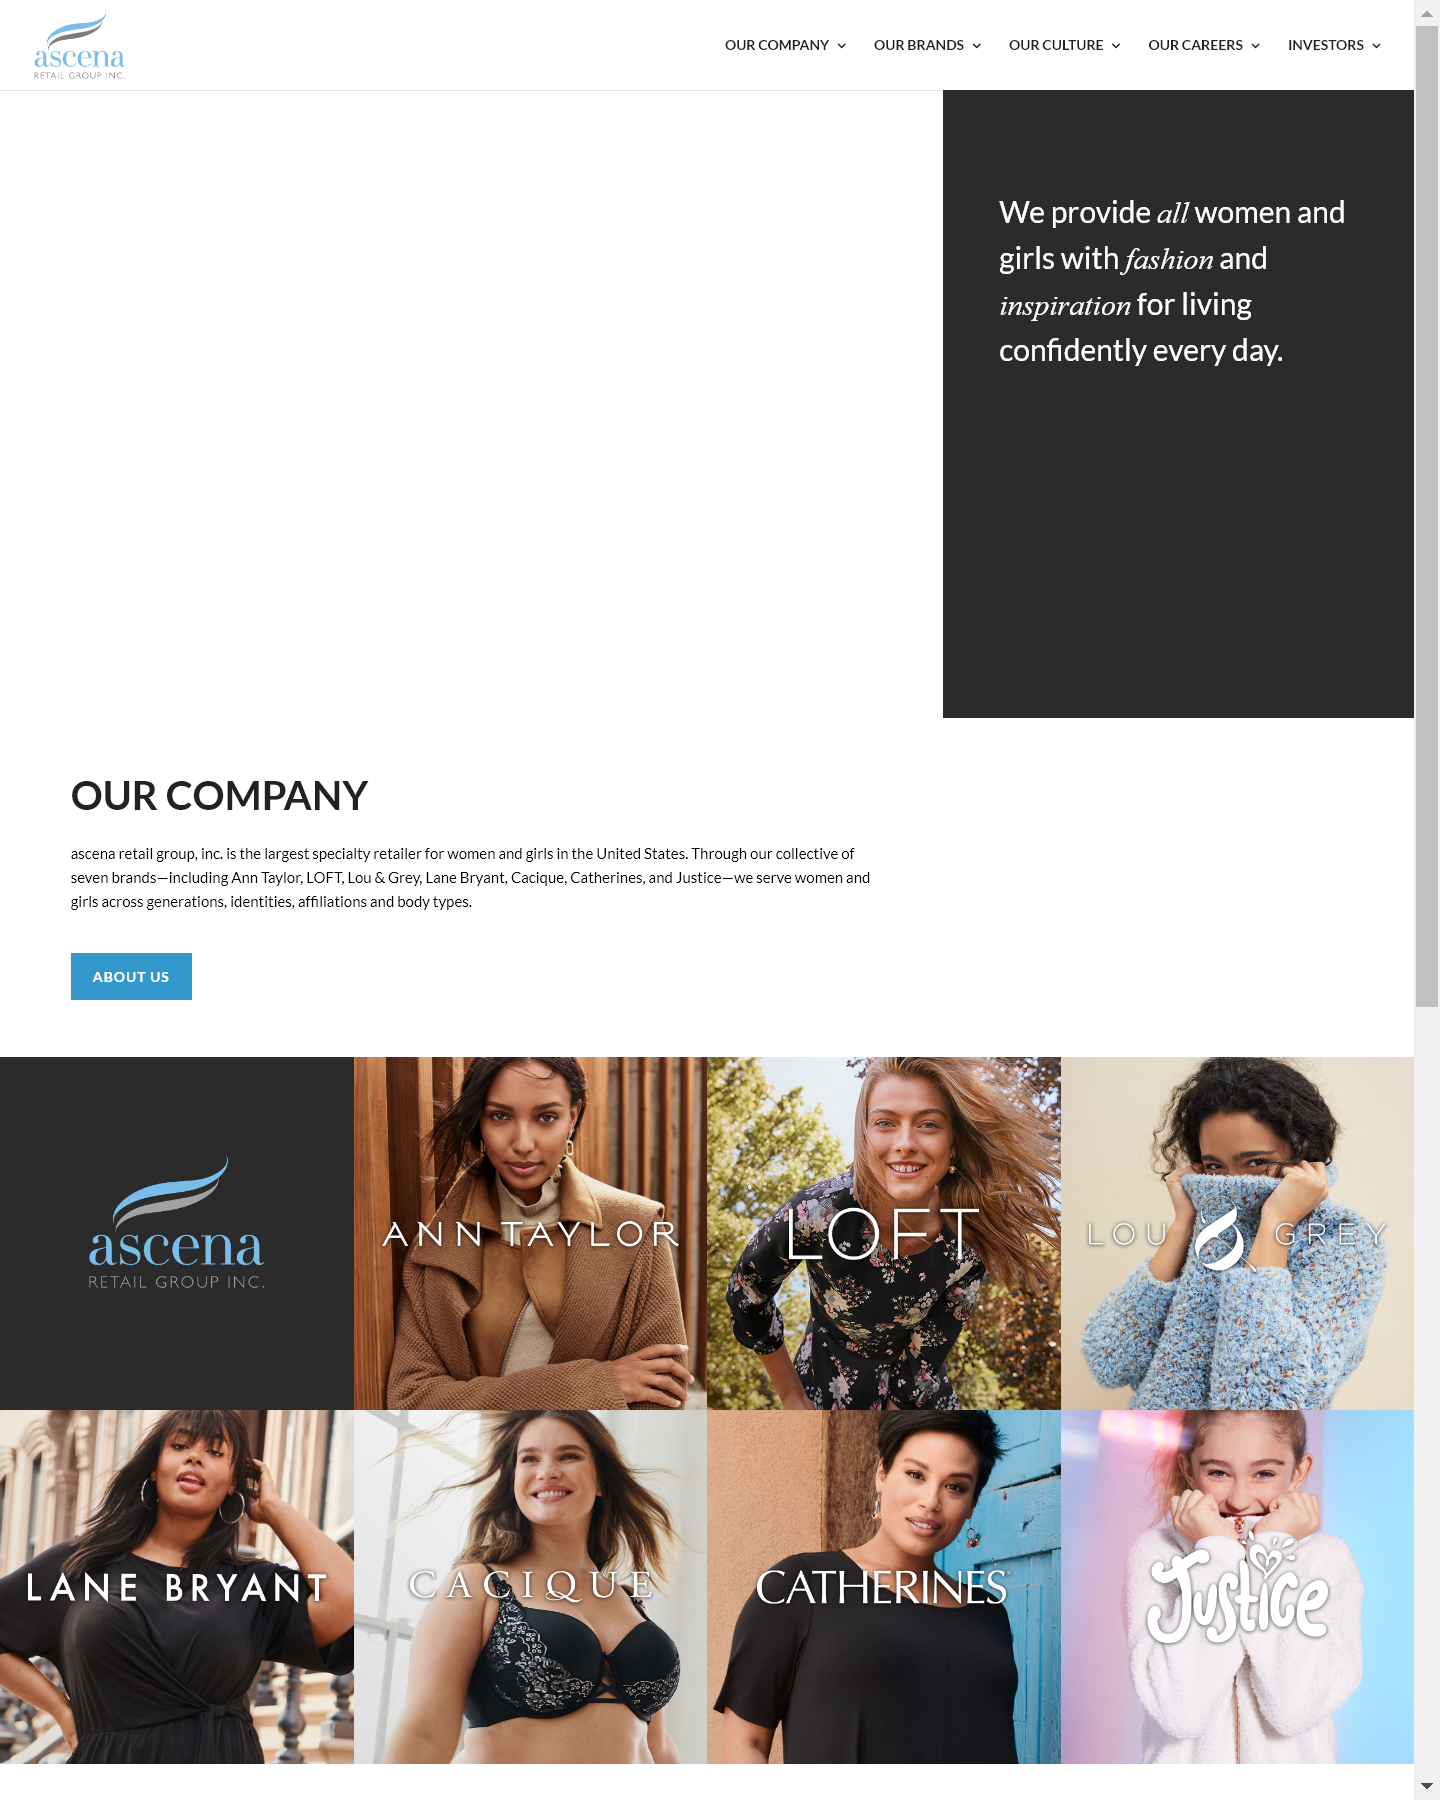 ascena
RETAIL GROUP INC.
OUR COMPANY
OUR BRANDS
OUR CULTURE
OUR CAREERS
INVESTORS
We provide all women and
girls with fashion and
inspiration for living
confidently every day.
OUR COMPANY
ascena retail group, inc. is the largest specialty retailer for women and girls in the United States. Through our collective of
seven brands—including Ann Taylor, LOFT, Lou & Grey, Lane Bryant, Cacique, Catherines, and Justice—we serve women and
girls across generations, identities, affiliations and body types.
ABOUT US
ascena
RETAIL GROUP INC.
ANN TAYLOR
LOFT
LOU & GREY
LANE BRYANT
CACIQUE
CATHERINES
Justice